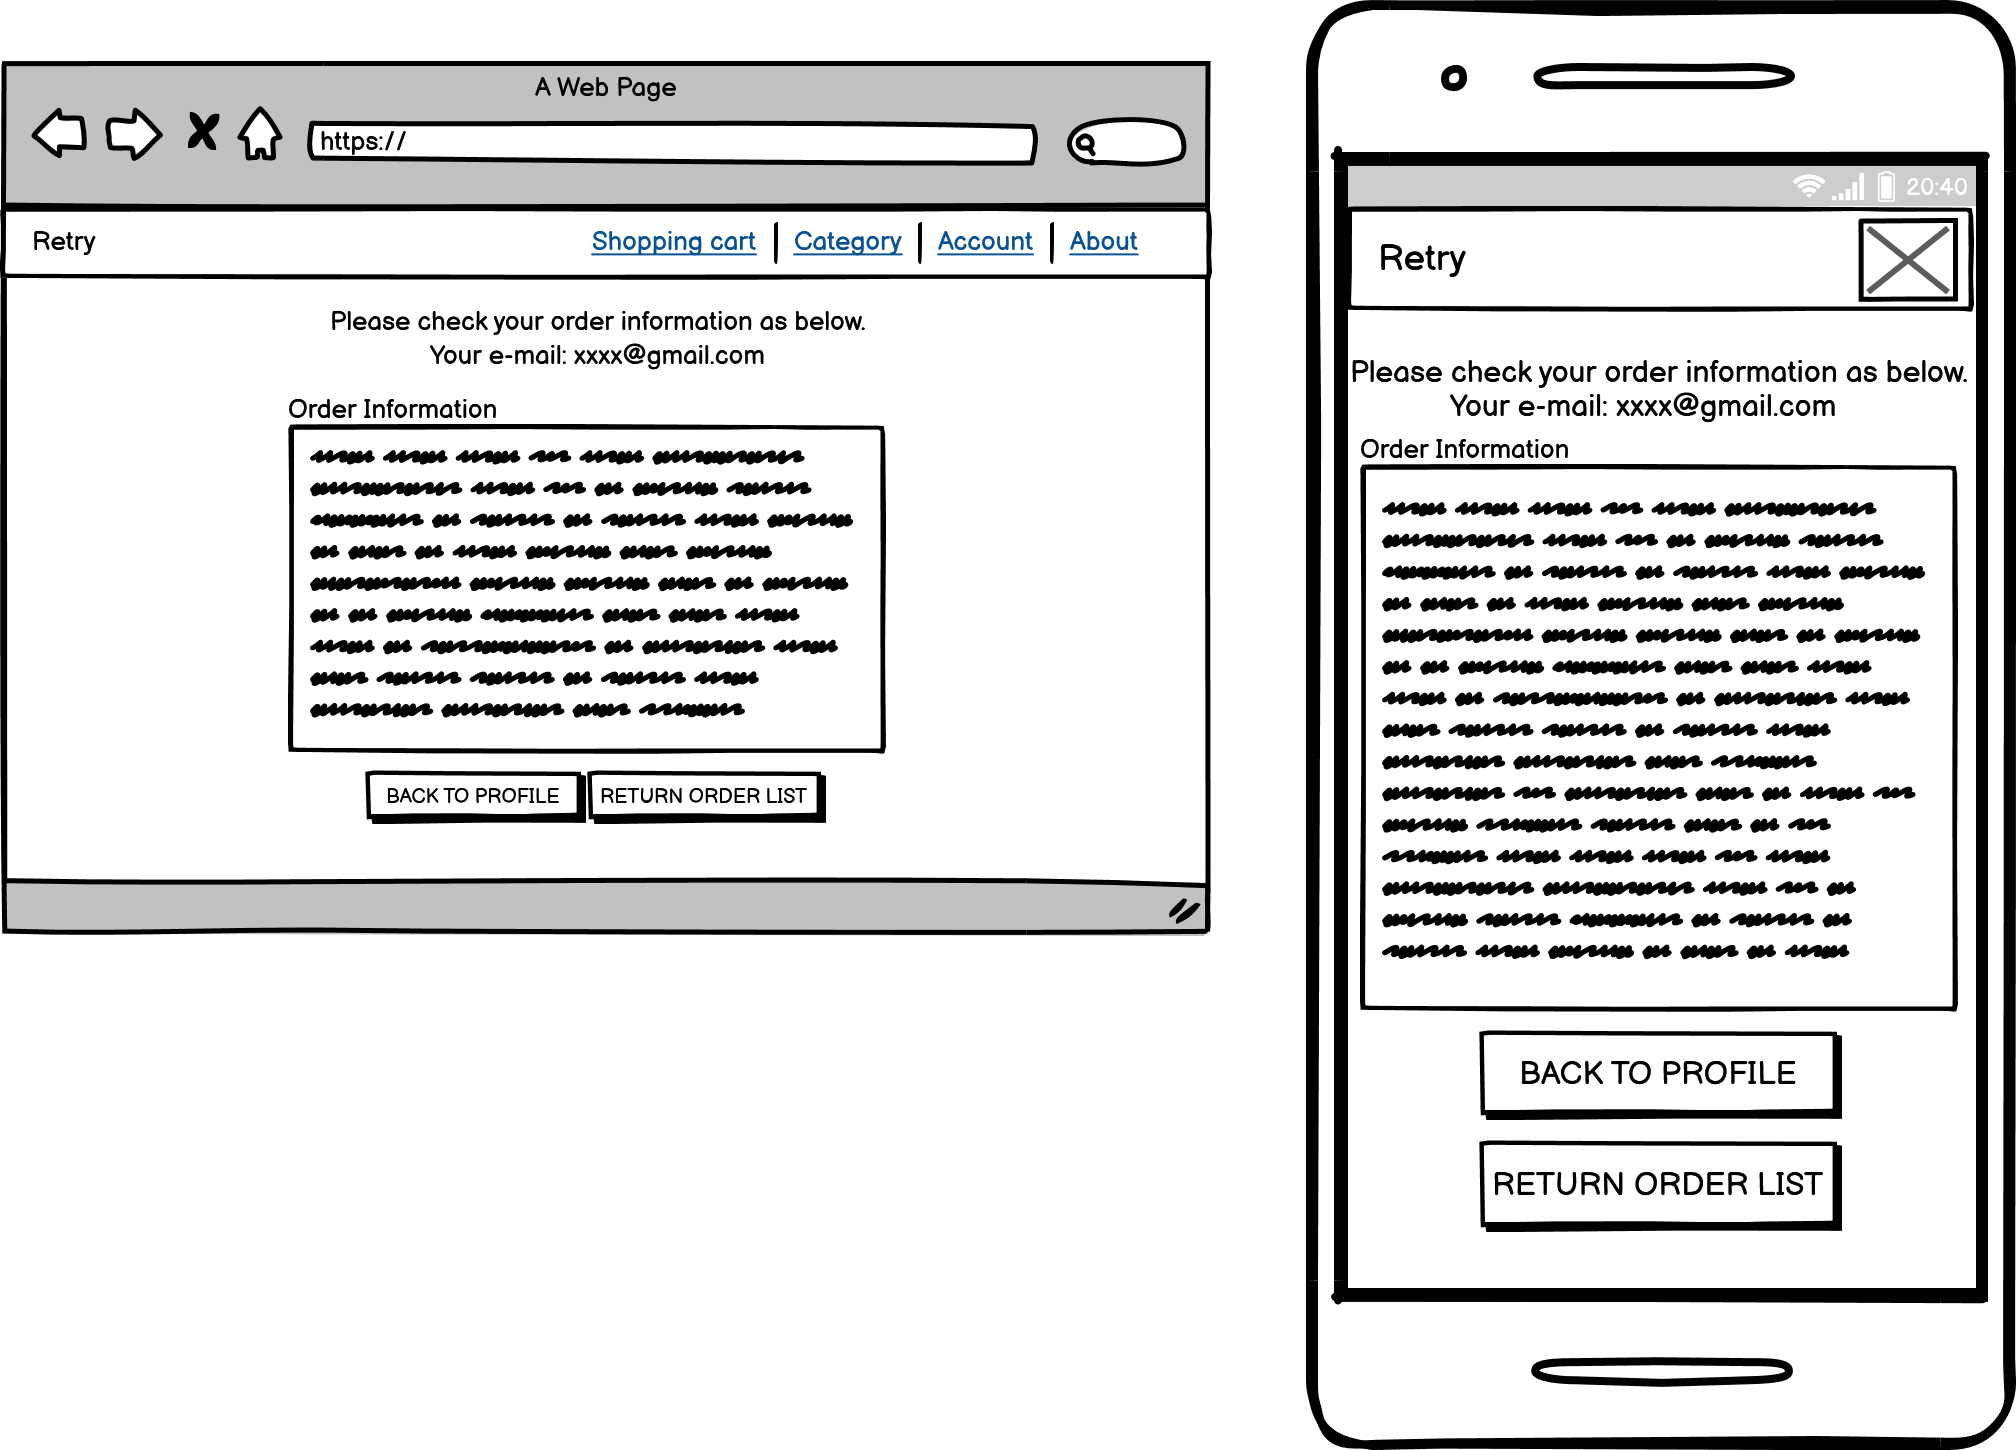 A Web Page
https://
Retry
Shopping cart
Category
Account
About
Please check your order information as below.
Your e-mail: xxxx@gmail.com
Order Information
BACK TO PROFILE
RETURN ORDER LIST
20:40
Retry
Please check your order information as below.
Your e-mail: xxxx@gmail.com
Order Information
BACK TO PROFILE
RETURN ORDER LIST